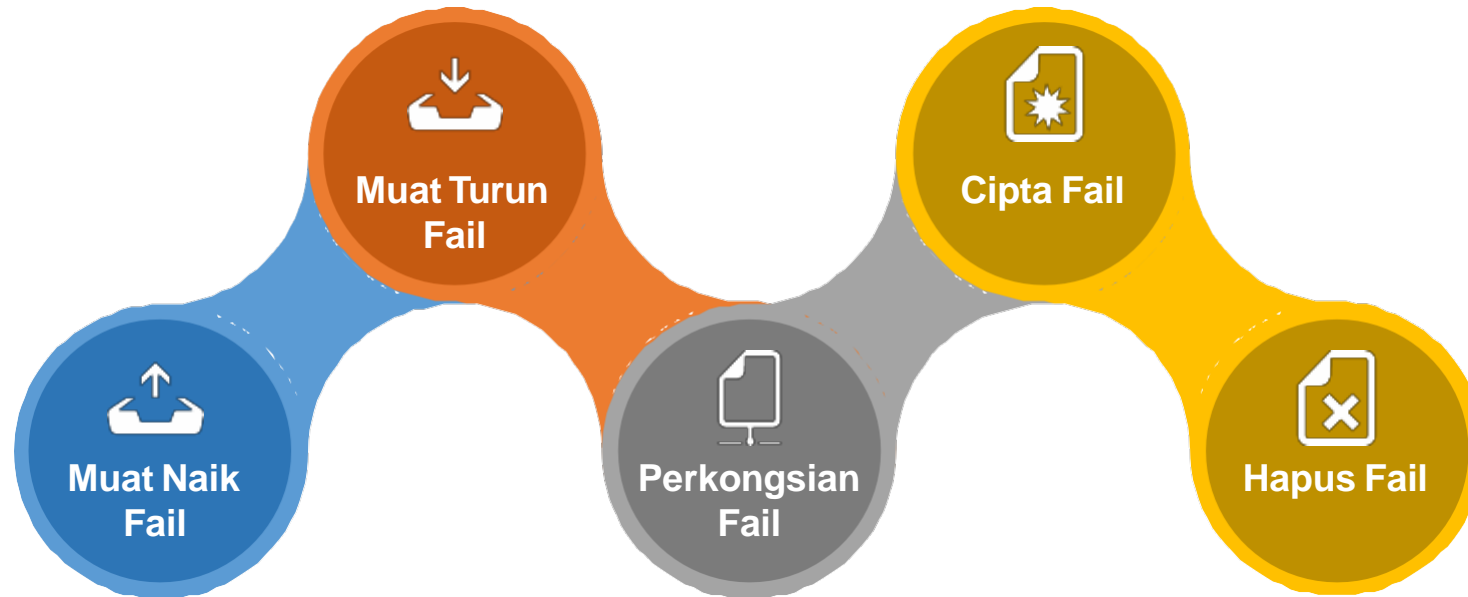 Muat Naik
Fail
Muat Turun
Fail
Perkongsian
Fail
Cipta Fail
Hapus Fail